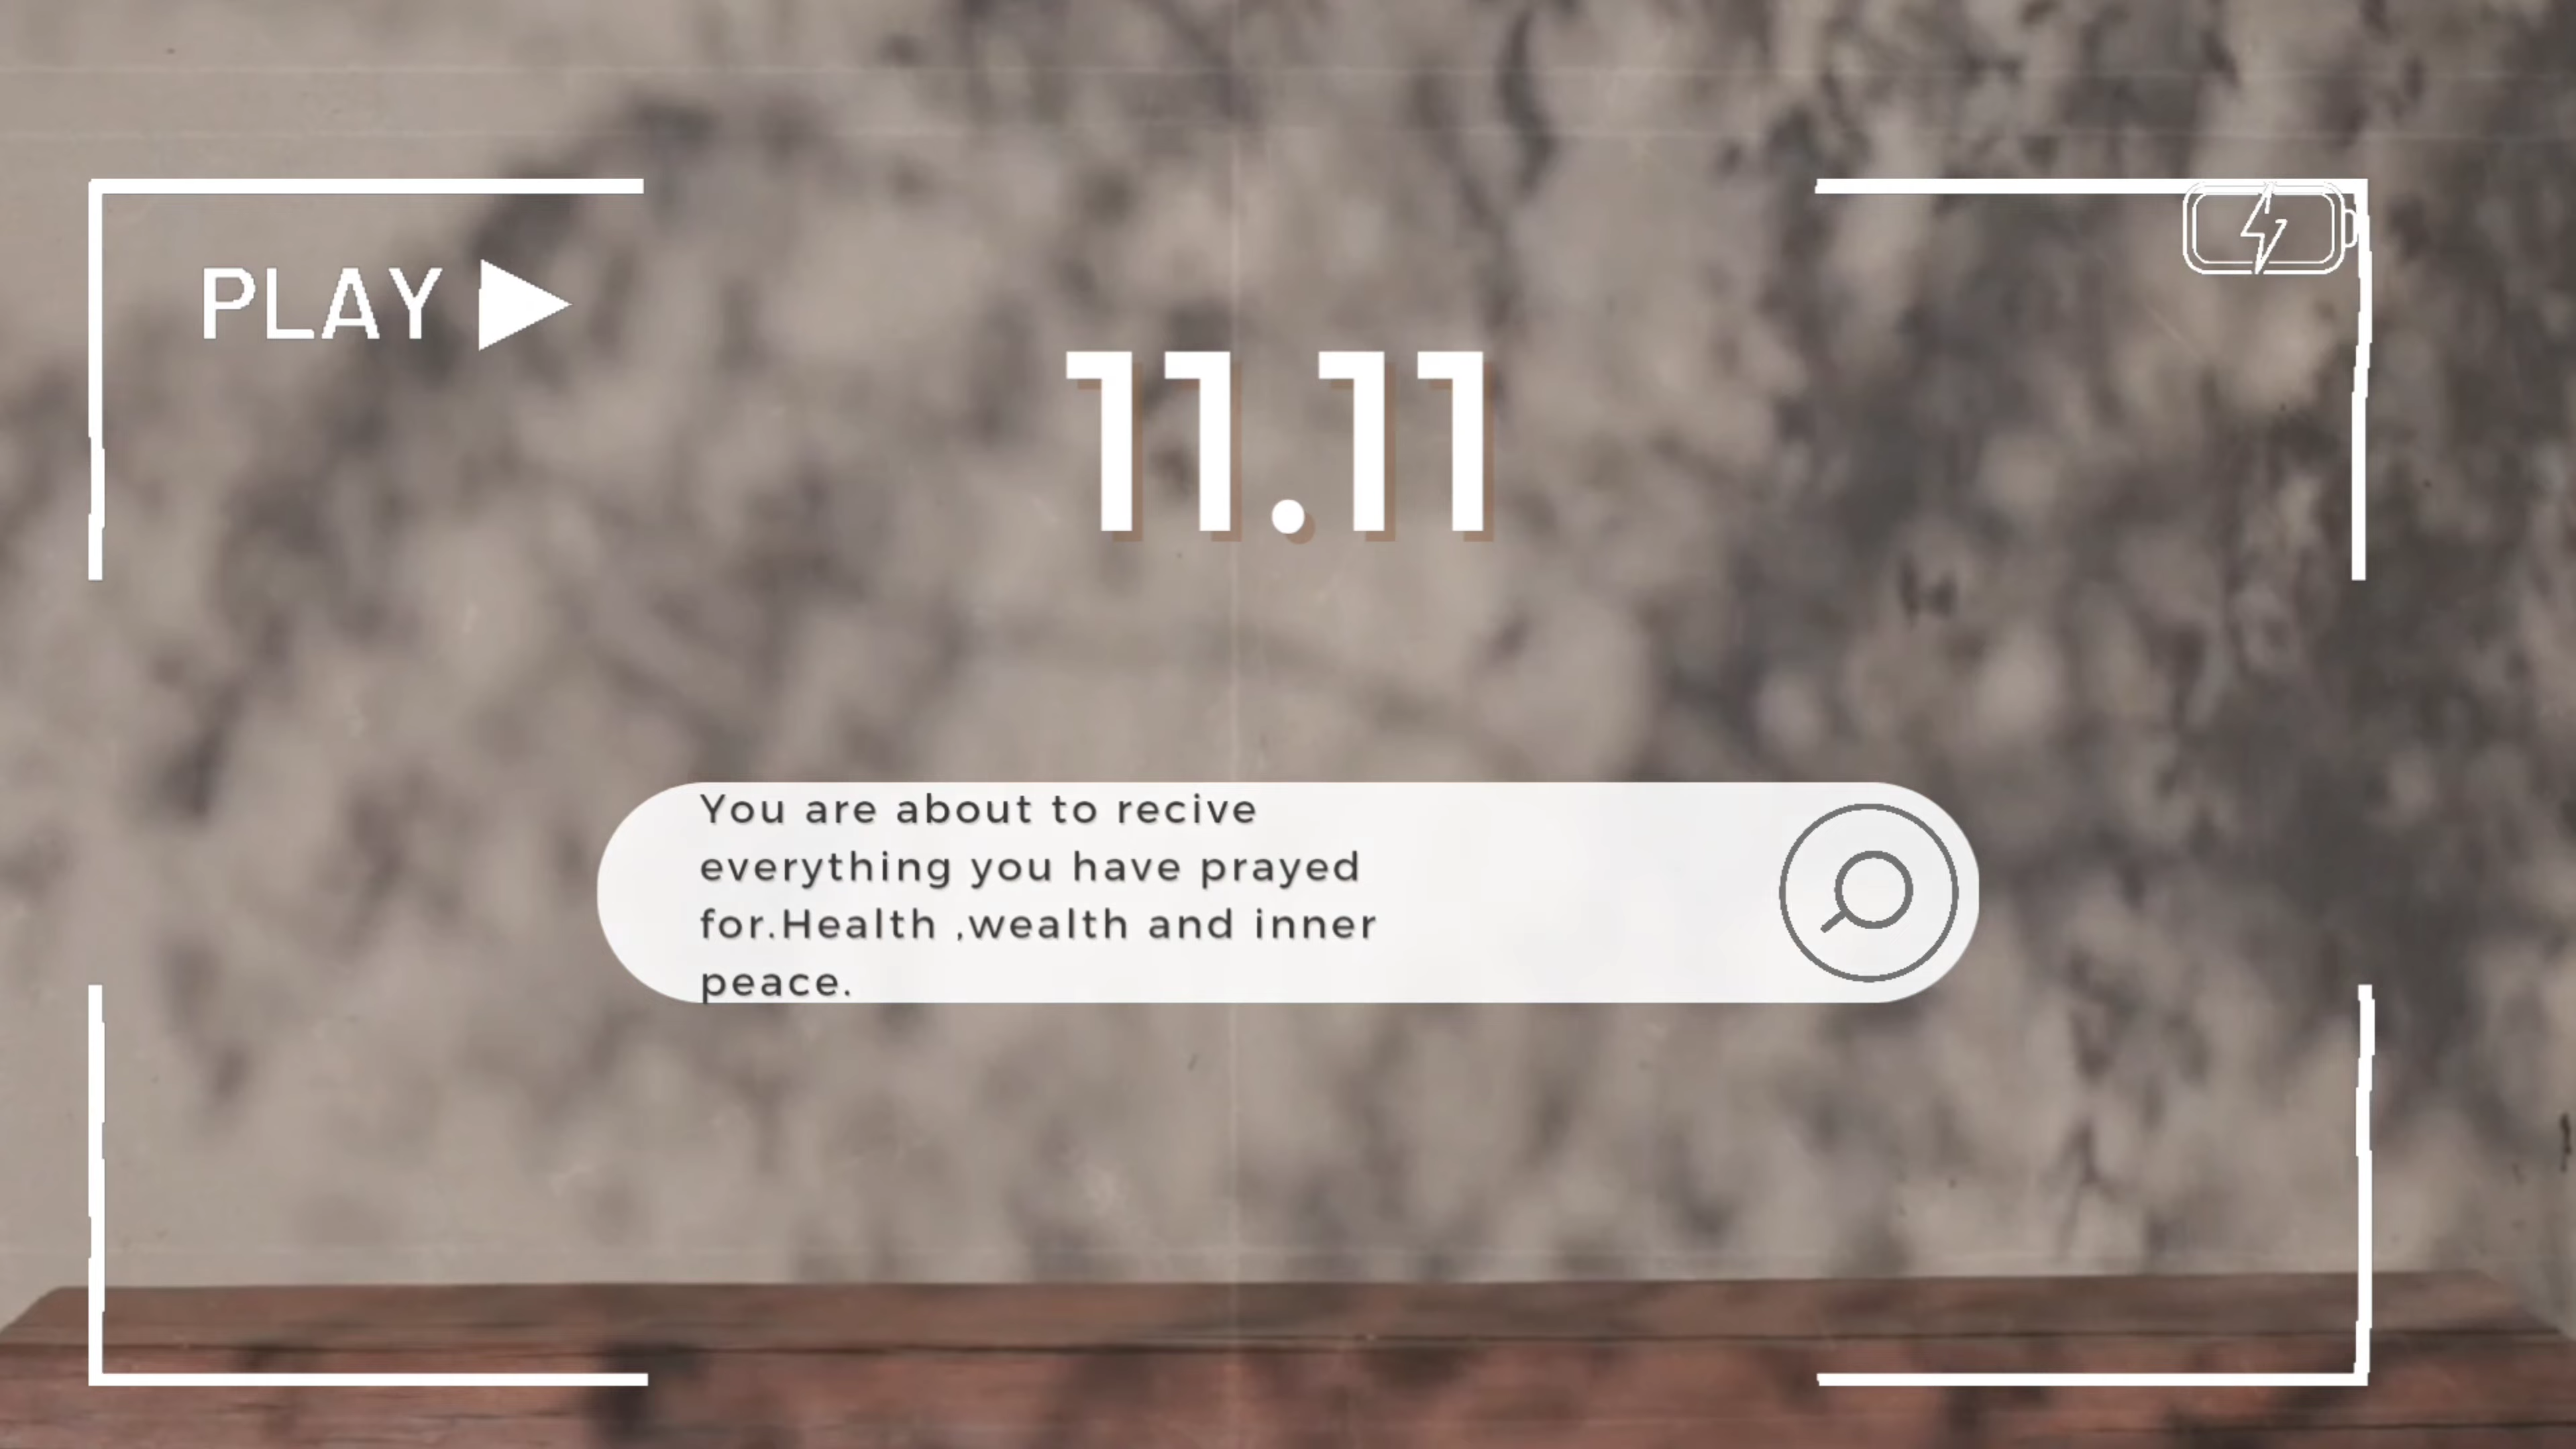 PLAY
11.11
You are about to recive
everything you have prayed
for.Health ,wealth and inner
peace.